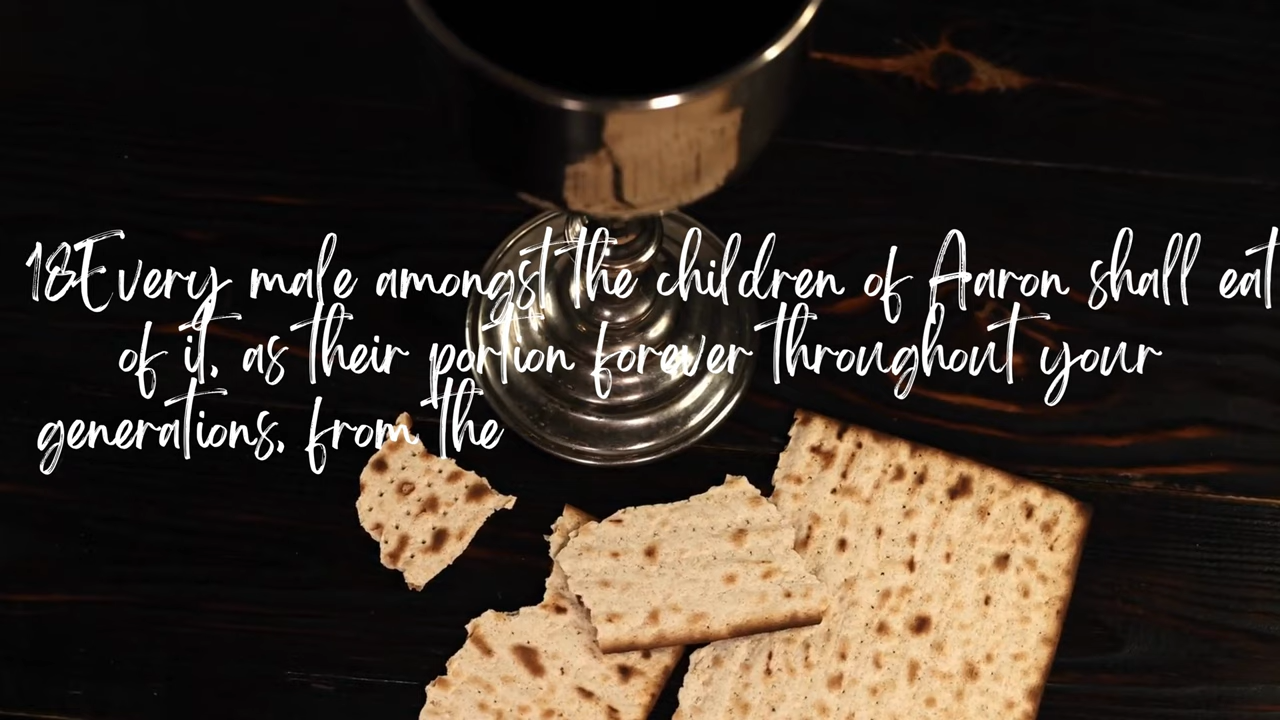 18Every male amongst the children of Aaron shall eat
of it, as their portion forever throughout your
generations, from the